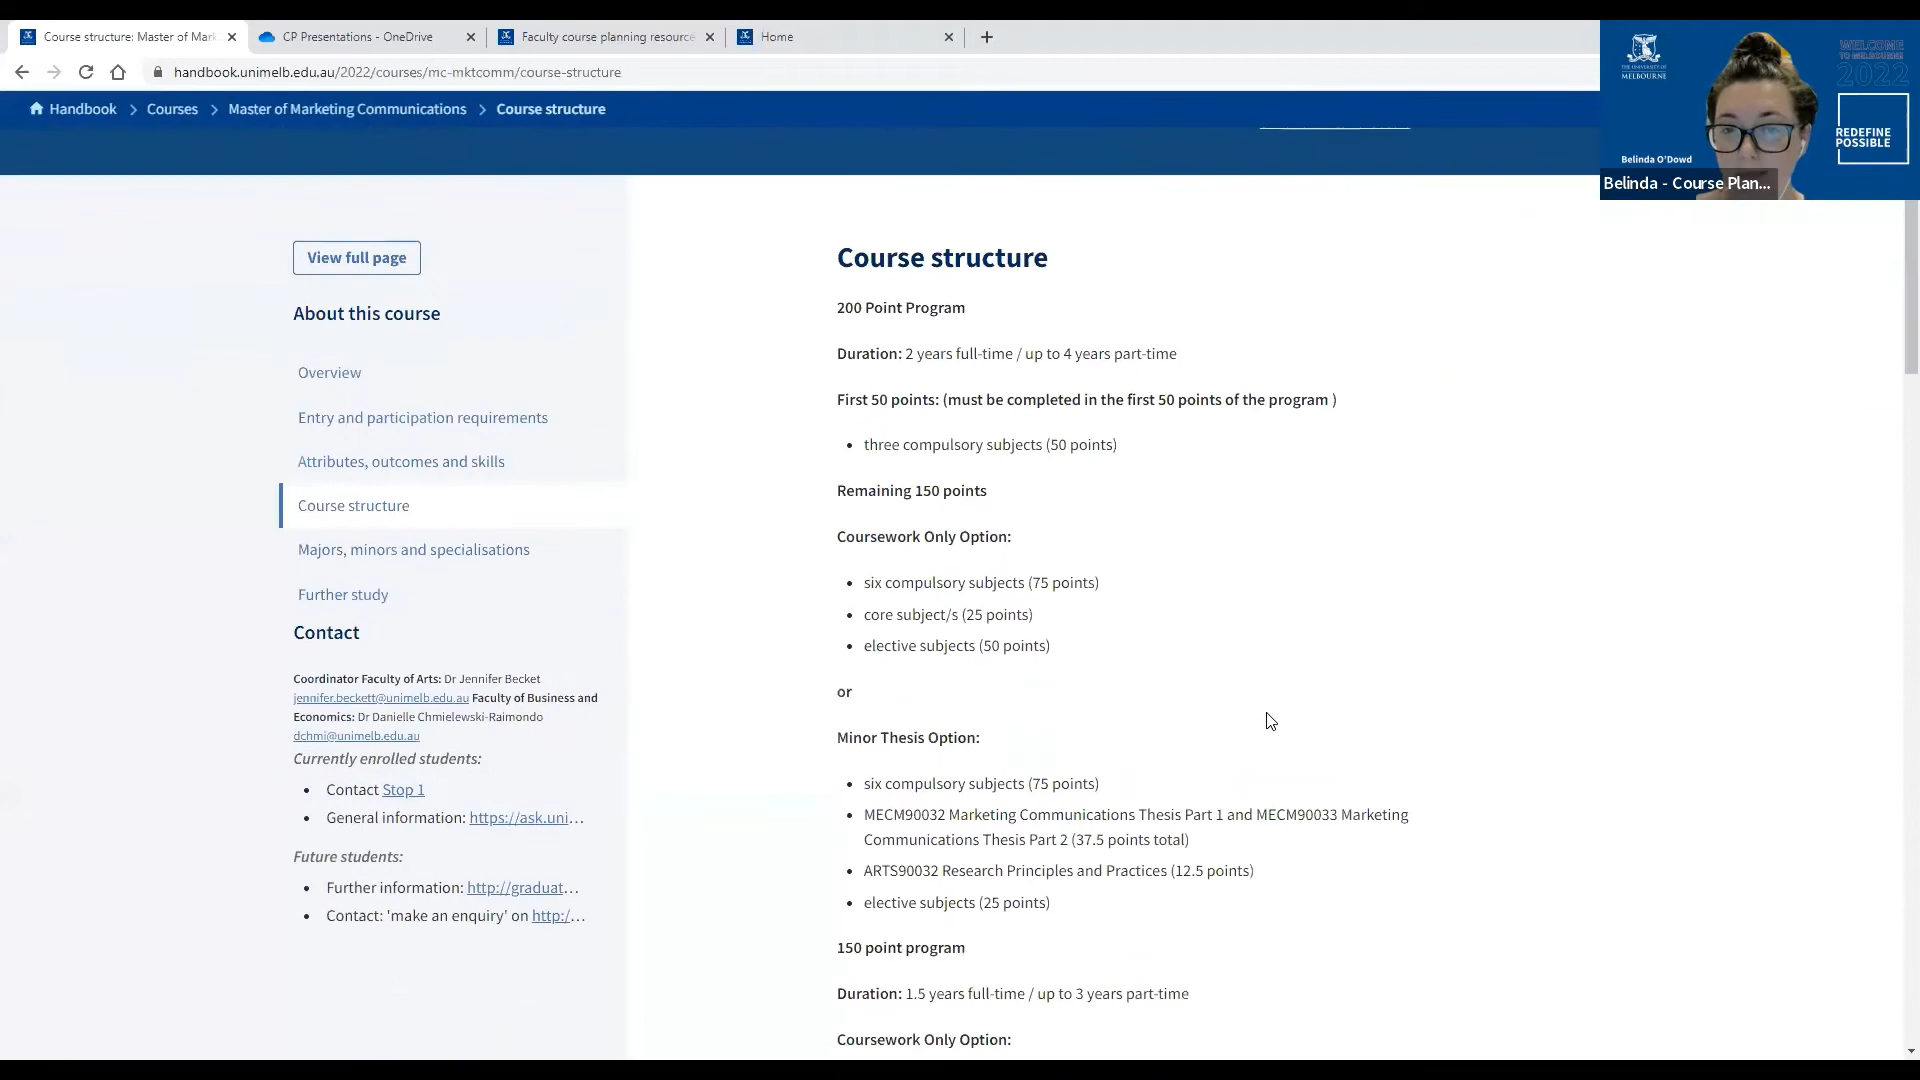 Course structure: Master of Mark
CP Presentations - OneDrive
Faculty course planning resource
Home
handbook.unimelb.edu.au/2022/courses/mc-mktcomm/course-structure
Handbook > Courses > Master of Marketing Communications > Course structure
THE UNIVERSITY OF
MELBOURNE
WELCOME
TO MELBOURNE
2022
REDEFINE
POSSIBLE
Belinda O'Dowd
Belinda - Course Plan...
View full page
About this course
Overview
Entry and participation requirements
Attributes, outcomes and skills
Course structure
Majors, minors and specialisations
Further study
Contact
Coordinator Faculty of Arts: Dr Jennifer Becket
jennifer.beckett@unimelb.edu.au Faculty of Business and
Economics: Dr Danielle Chmielewski-Raimondo
dchmi@unimelb.edu.au
Currently enrolled students:
• Contact Stop 1
• General information: https://ask.uni...
Future students:
• Further information: http://graduat...
• Contact: 'make an enquiry' on http:/...
Course structure
200 Point Program
Duration: 2 years full-time / up to 4 years part-time
First 50 points: (must be completed in the first 50 points of the program )
• three compulsory subjects (50 points)
Remaining 150 points
Coursework Only Option:
• six compulsory subjects (75 points)
• core subject/s (25 points)
• elective subjects (50 points)
or
Minor Thesis Option:
• six compulsory subjects (75 points)
• MECM90032 Marketing Communications Thesis Part 1 and MECM90033 Marketing
Communications Thesis Part 2 (37.5 points total)
• ARTS90032 Research Principles and Practices (12.5 points)
• elective subjects (25 points)
150 point program
Duration: 1.5 years full-time / up to 3 years part-time
Coursework Only Option: